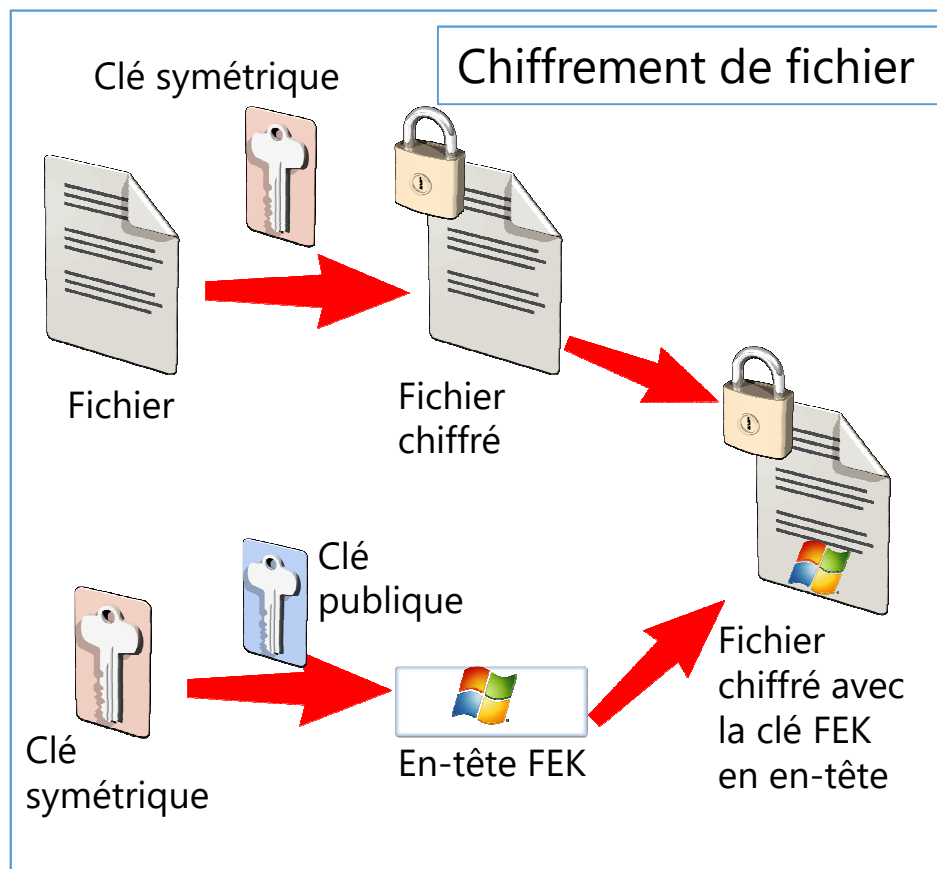 Chiffrement de fichier
Clé symétrique
Fichier
Fichier
chiffré
Clé
publique
Clé
symétrique
En-tête FEK
Fichier
chiffré avec
la clé FEK
en en-tête